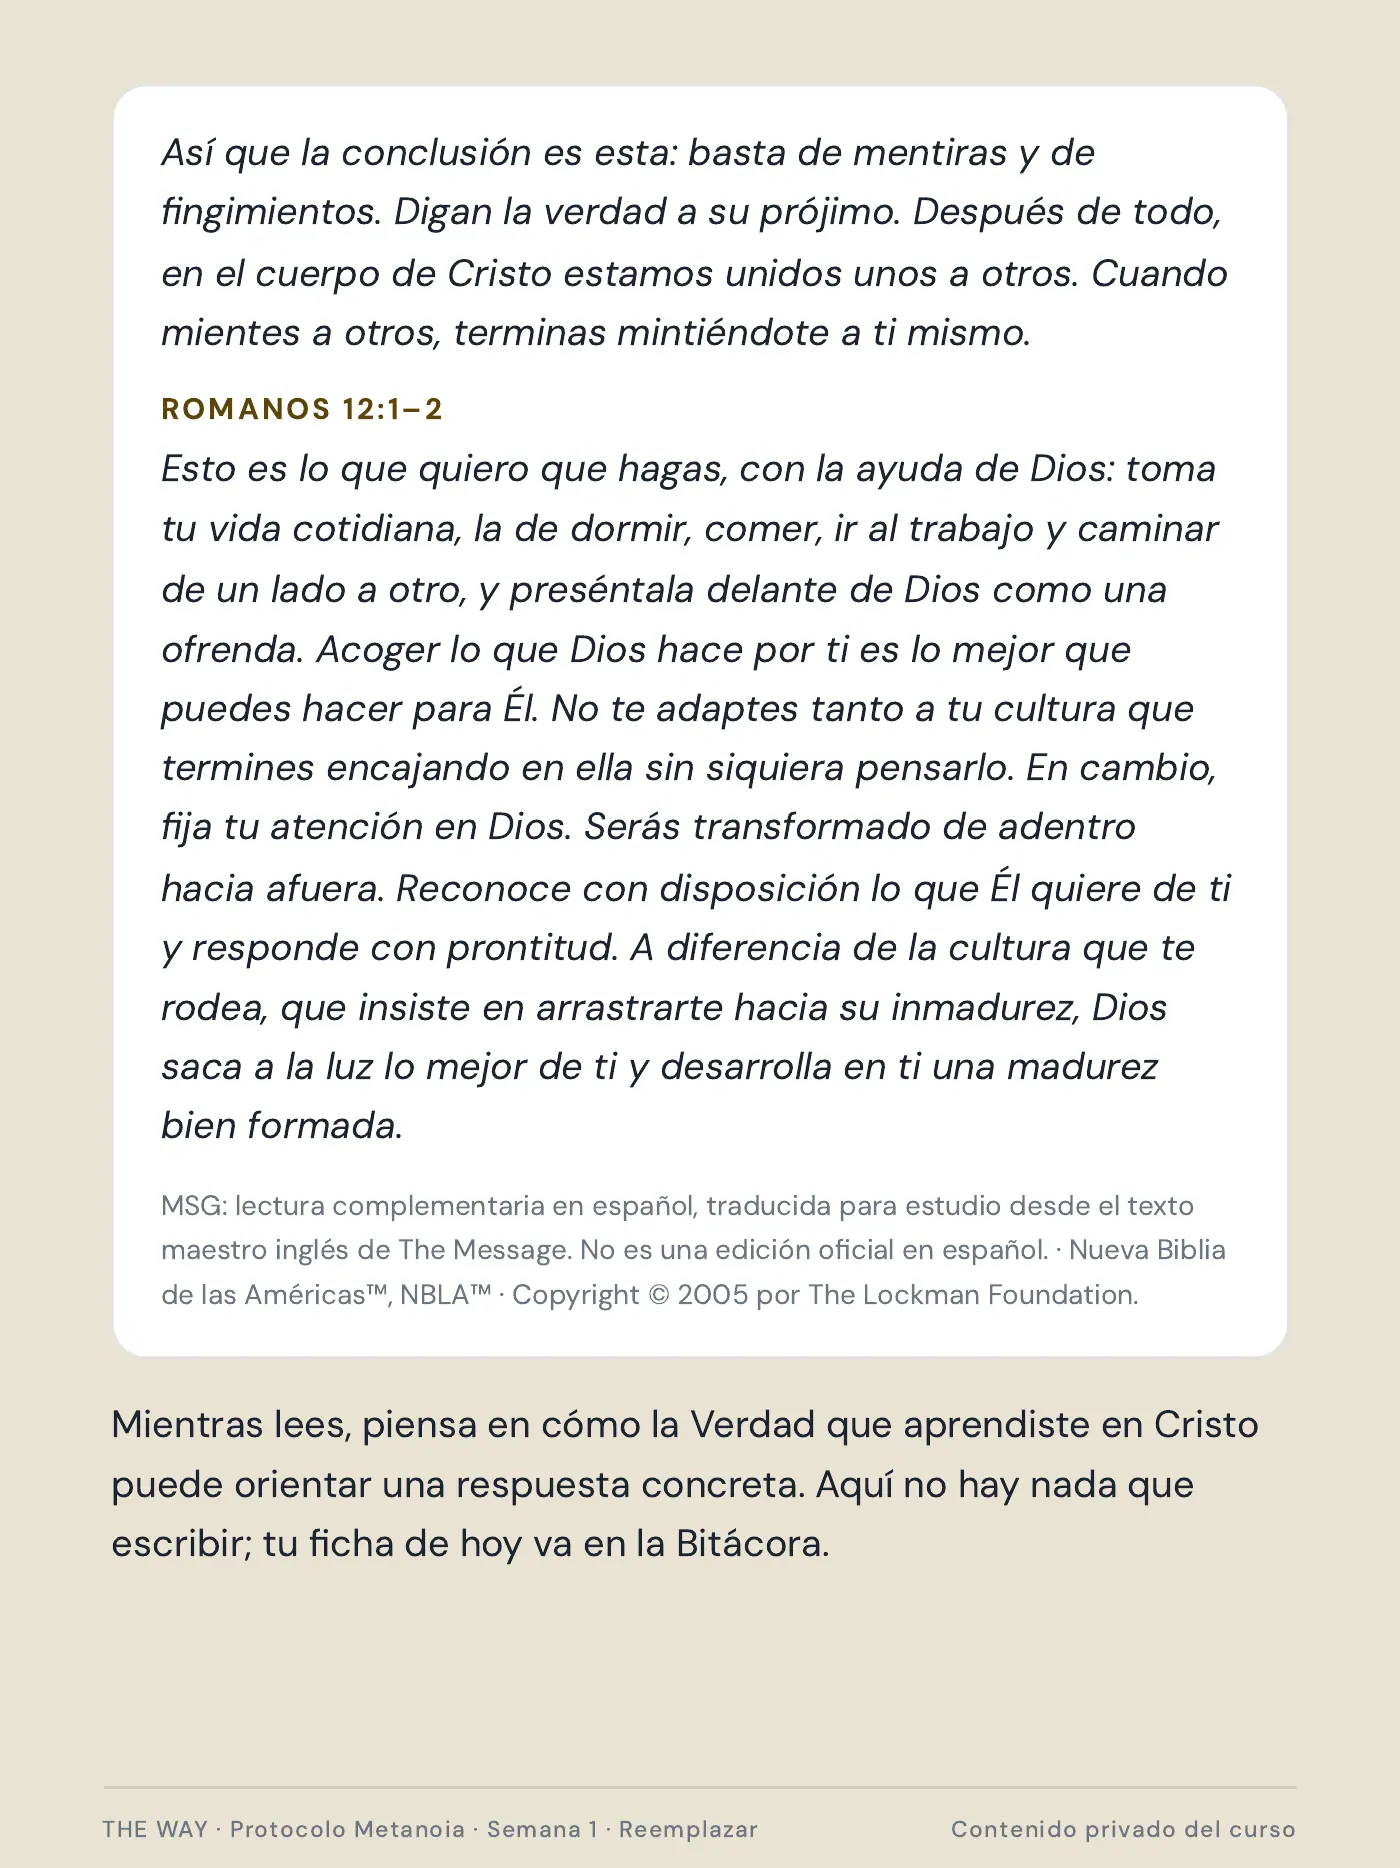 Así que la conclusión es esta: basta de mentiras y de
fingimientos. Digan la verdad a su prójimo. Después de todo,
en el cuerpo de Cristo estamos unidos unos a otros. Cuando
mientes a otros, terminas mintiéndote a ti mismo.
ROMANOS 12:1–2
Esto es lo que quiero que hagas, con la ayuda de Dios: toma
tu vida cotidiana, la de dormir, comer, ir al trabajo y caminar
de un lado a otro, y preséntala delante de Dios como una
ofrenda. Acoger lo que Dios hace por ti es lo mejor que
puedes hacer para Él. No te adaptes tanto a tu cultura que
termines encajando en ella sin siquiera pensarlo. En cambio,
fija tu atención en Dios. Serás transformado de adentro
hacia afuera. Reconoce con disposición lo que Él quiere de ti
y responde con prontitud. A diferencia de la cultura que te
rodea, que insiste en arrastrarte hacia su inmadurez, Dios
saca a la luz lo mejor de ti y desarrolla en ti una madurez
bien formada.
MSG: lectura complementaria en español, traducida para estudio desde el texto
maestro inglés de The Message. No es una edición oficial en español. · Nueva Biblia
de las Américas™, NBLA™ · Copyright © 2005 por The Lockman Foundation.
Mientras lees, piensa en cómo la Verdad que aprendiste en Cristo
puede orientar una respuesta concreta. Aquí no hay nada que
escribir; tu ficha de hoy va en la Bitácora.
THE WAY · Protocolo Metanoia · Semana 1 · Reemplazar
Contenido privado del curso